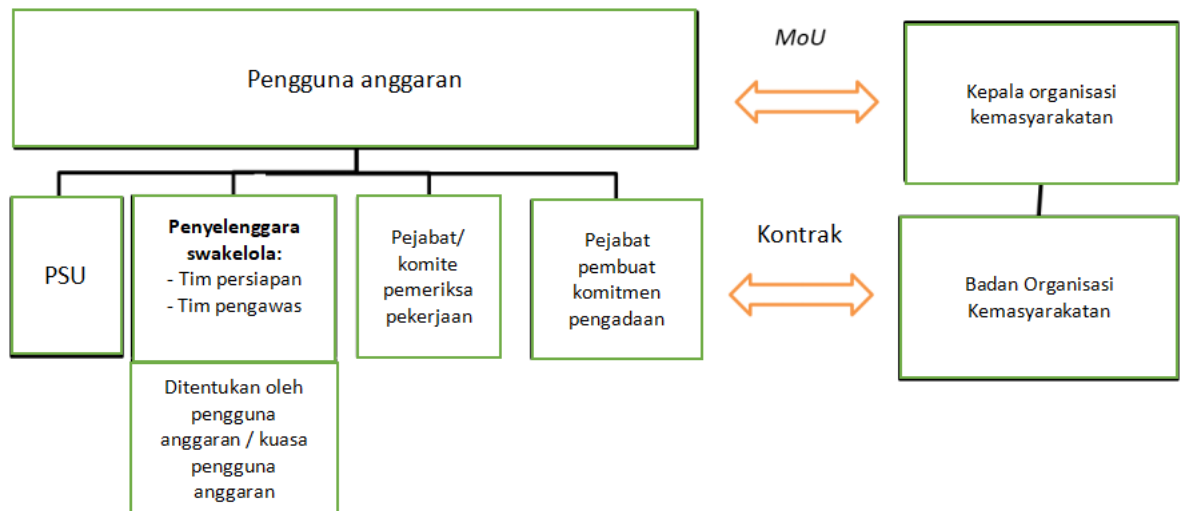 Pengguna anggaran
MoU
Kepala organisasi
kemasyarakatan
PSU
Penyelenggara
swakelola:
- Tim persiapan
- Tim pengawas
Pejabat/
komite
pemeriksa
pekerjaan
Pejabat
pembuat
komitmen
pengadaan
Kontrak
Badan Organisasi
Kemasyarakatan
Ditentukan oleh
pengguna
anggaran / kuasa
pengguna
anggaran